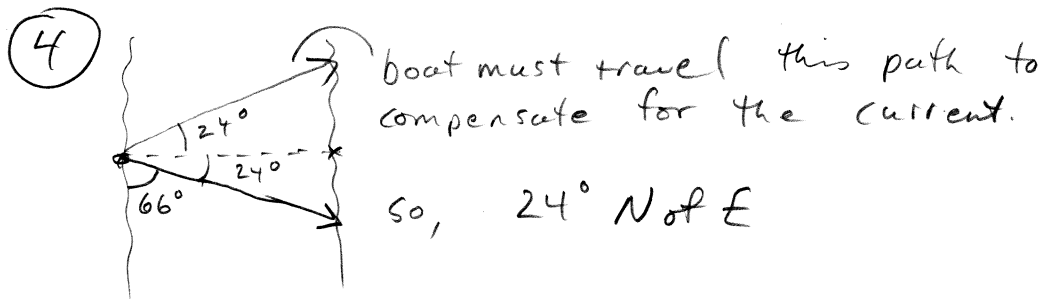 4
boat must travel this path to
compensate for the current.
24°
24°
66°
so, 24° N of E